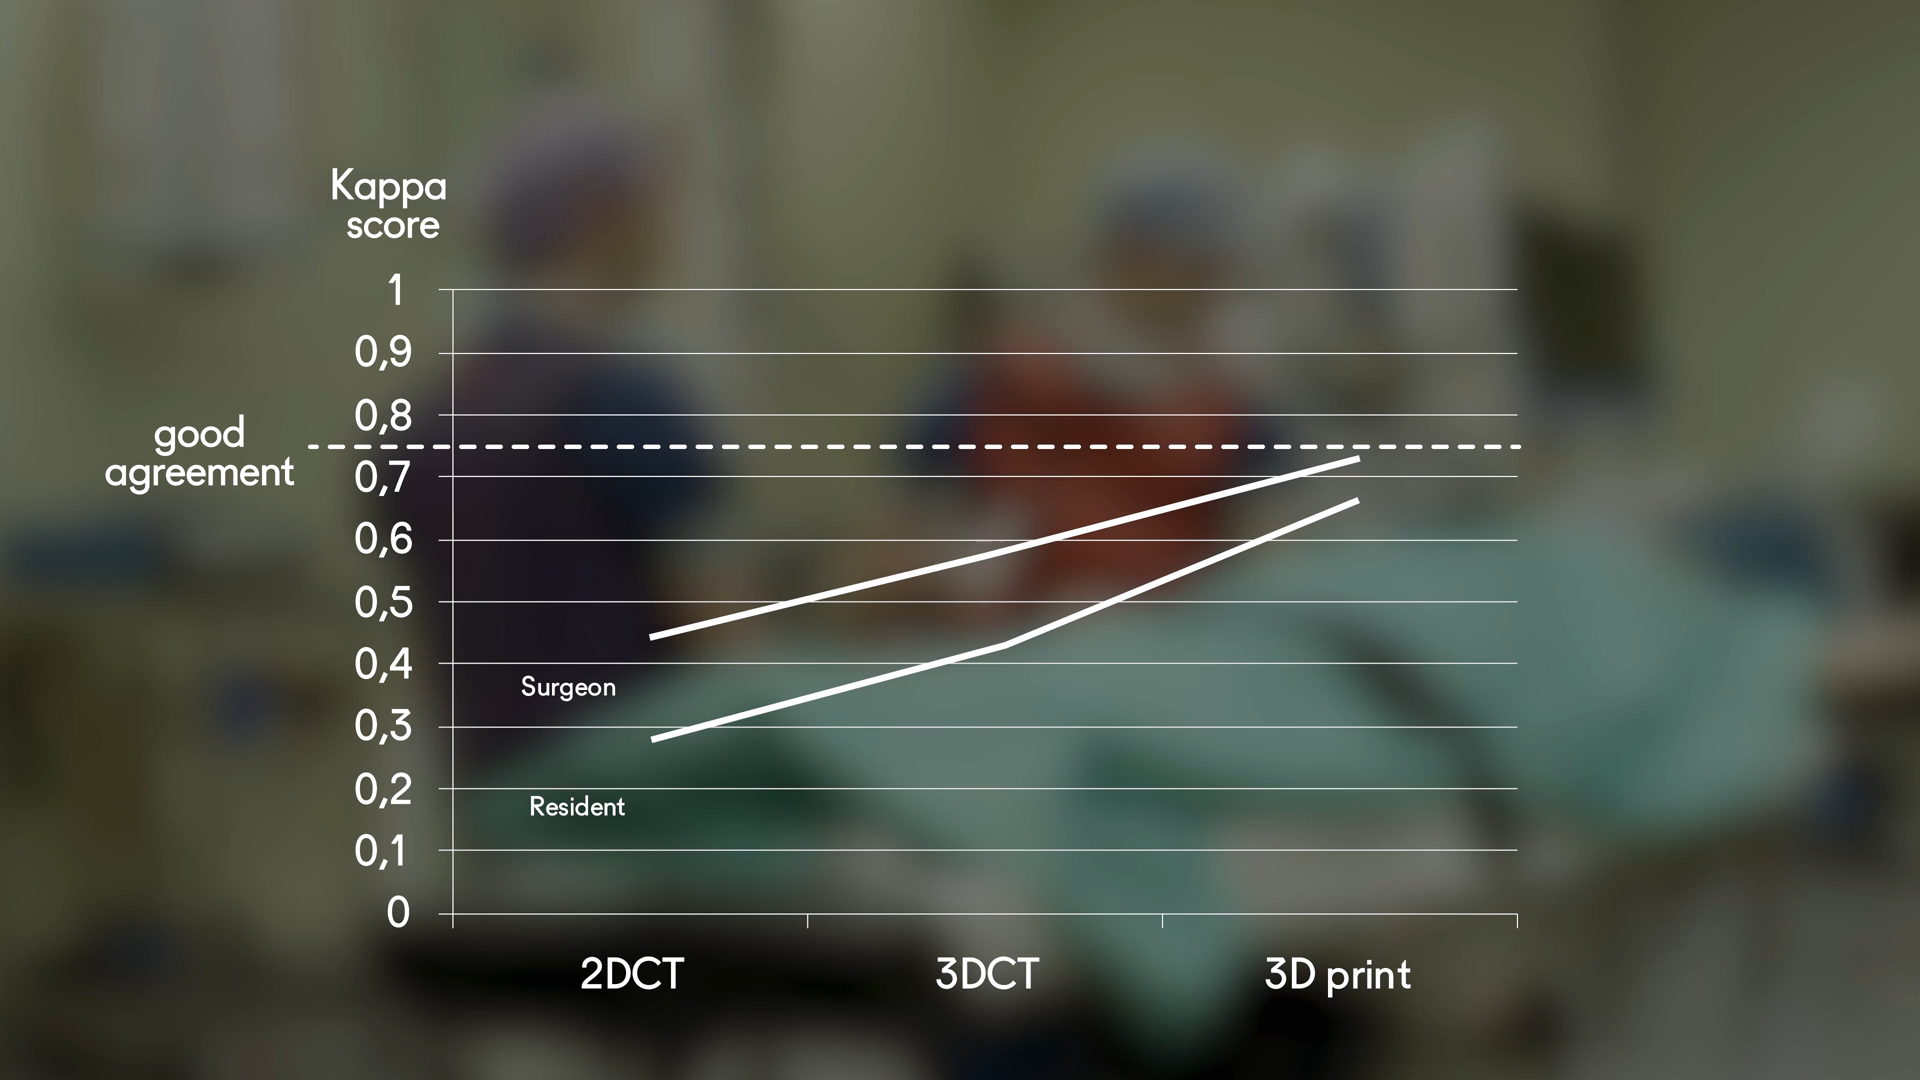 Kappa
score
1
0,9
0,8
good
agreement
0,7
0,6
0,5
0,4
Surgeon
0,3
0,2
Resident
0,1
0
2DCT
3DCT
3D print